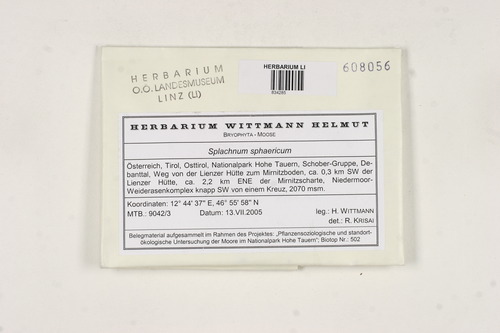 HERBARIUM
O.Ö. LANDESMUSEUM
LINZ (LI)
HERBARIUM LI
608056
HERBARIUM WITTMANN HELMUT
BRYOPHYTA - MOOSE
Splachnum sphaericum
Österreich, Tirol, Osttirol, Nationalpark Hohe Tauern, Schober-Gruppe, De-
banttal, Weg von der Lienzer Hütte zum Mirnitzboden, ca. 0,3 km SW der
Lienzer Hütte, ca. 2,2 km ENE der Mirnitzscharte, Niedermoor-
Weiderasenkomplex knapp SW von einem Kreuz, 2070 msm.
Koordinaten: 12° 44' 37" E, 46° 55' 58" N
MTB.: 9042/3 Datum: 13.VII.2005 leg.: H. WITTMANN
det.: R. KRISAI
Belegmaterial aufgesammelt im Rahmen des Projektes: „Pflanzensoziologische und standort-
ökologische Untersuchung der Moore im Nationalpark Hohe Tauern"; Biotop Nr.: 502